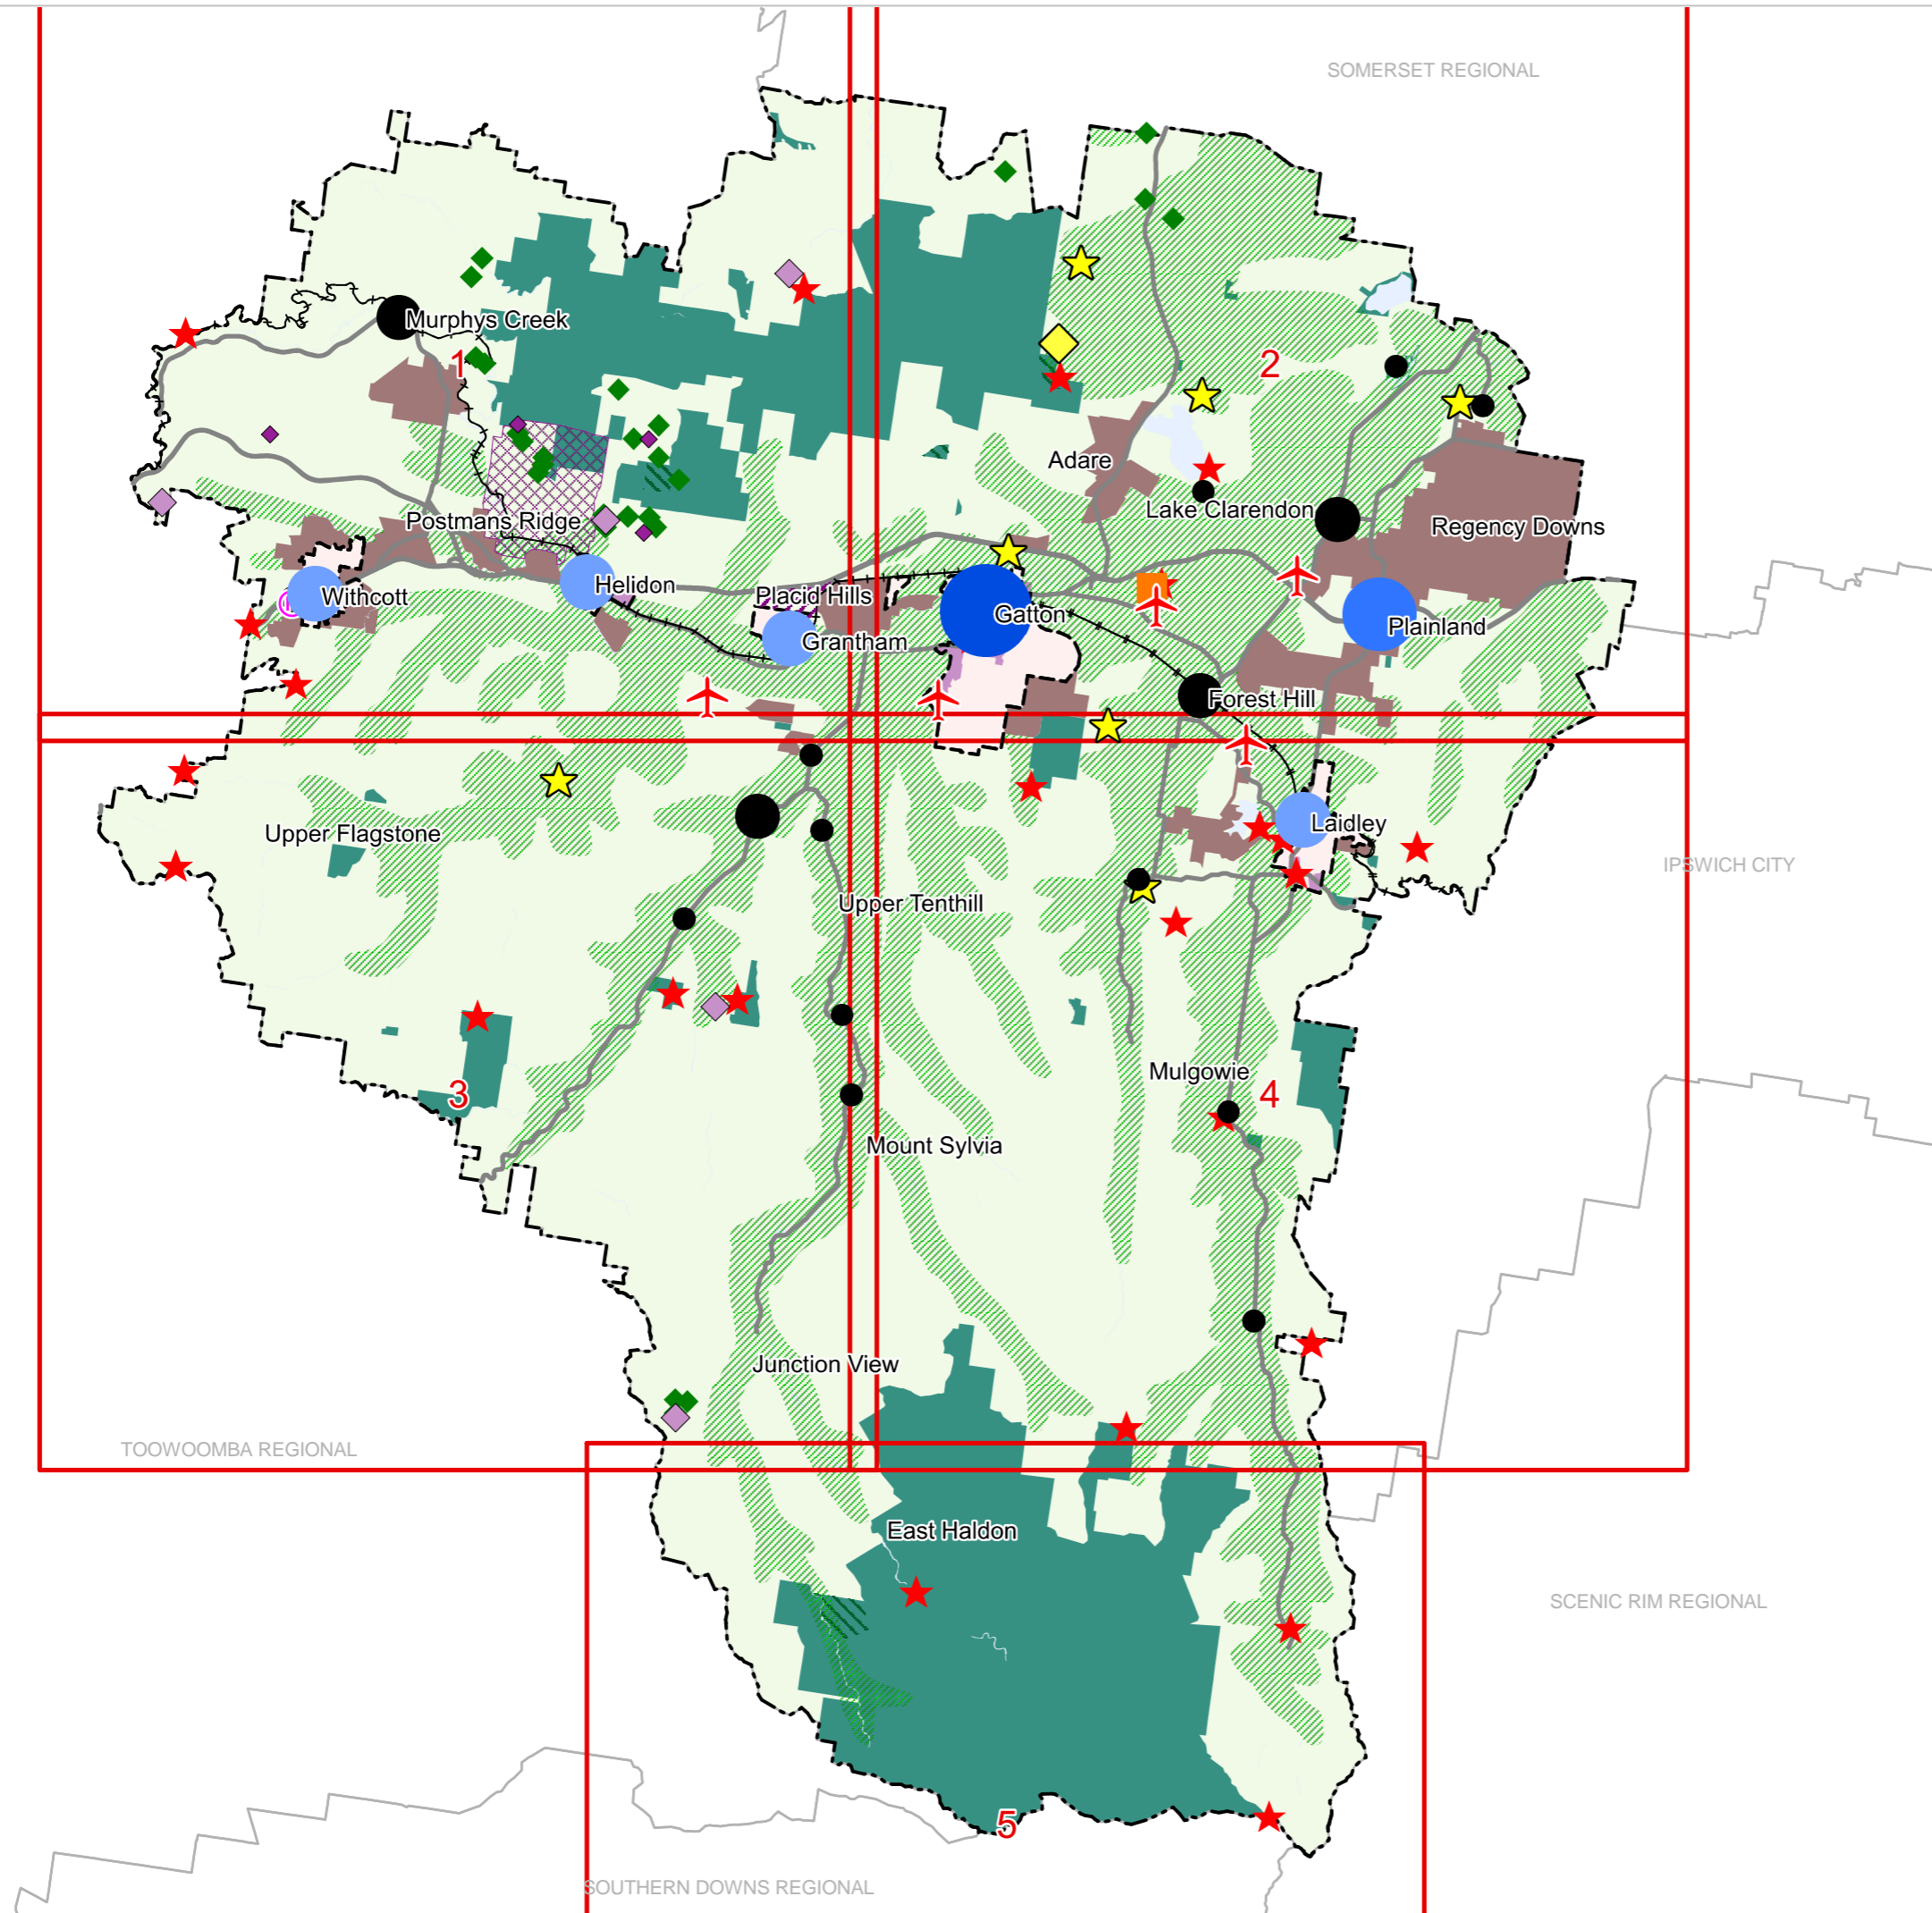 SOMERSET REGIONAL
Murphys Creek
1
2
Adare
Lake Clarendon
Postmans Ridge
Regency Downs
Helidon
Placid Hills
Withcott
Gatton
Plainland
Grantham
Forest Hill
Laidley
Upper Flagstone
IPSWICH CITY
Upper Tenthill
Mulgowie
3
4
Mount Sylvia
Junction View
TOOWOOMBA REGIONAL
East Haldon
SCENIC RIM REGIONAL
5
SOUTHERN DOWNS REGIONAL